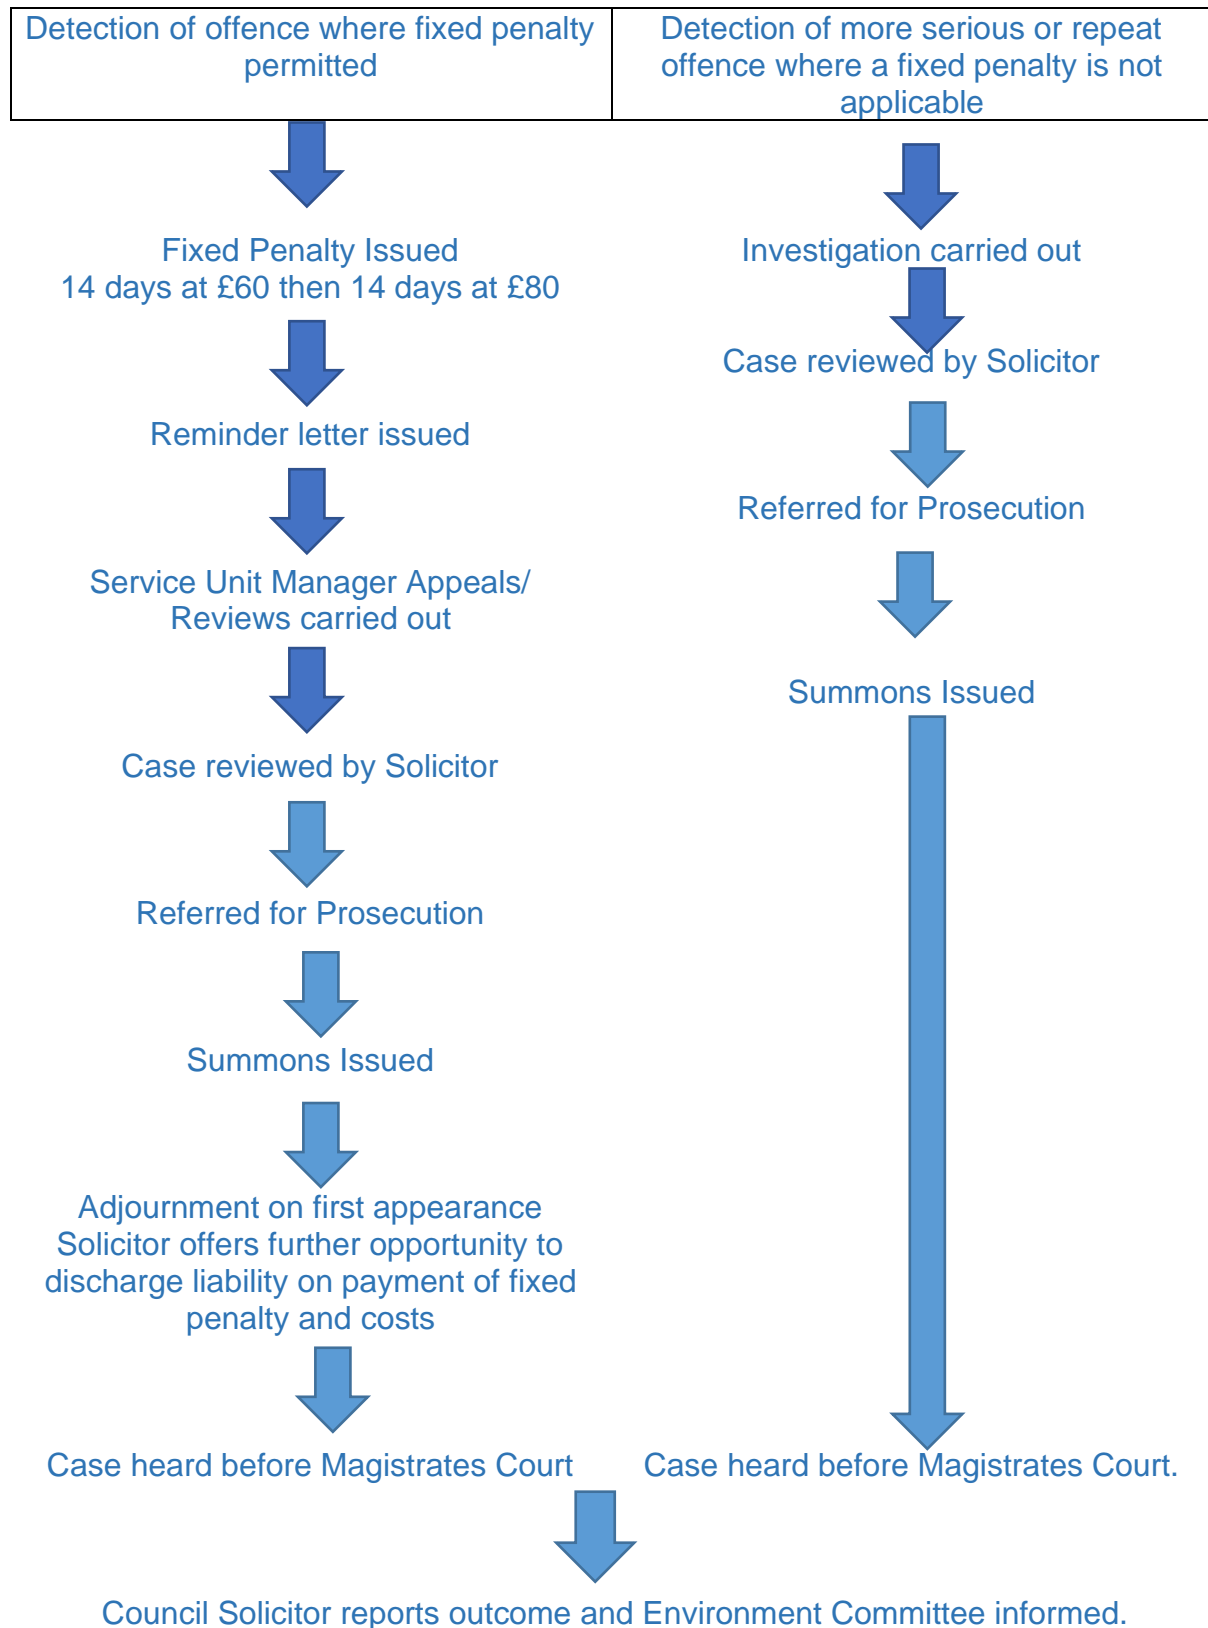 Detection of offence where fixed penalty
permitted
Detection of more serious or repeat
offence where a fixed penalty is not
applicable
Fixed Penalty Issued
14 days at £60 then 14 days at £80
Reminder letter issued
Service Unit Manager Appeals/
Reviews carried out
Case reviewed by Solicitor
Referred for Prosecution
Summons Issued
Adjournment on first appearance
Solicitor offers further opportunity to
discharge liability on payment of fixed
penalty and costs
Case heard before Magistrates Court
Investigation carried out
Case reviewed by Solicitor
Referred for Prosecution
Summons Issued
Case heard before Magistrates Court.
Council Solicitor reports outcome and Environment Committee informed.